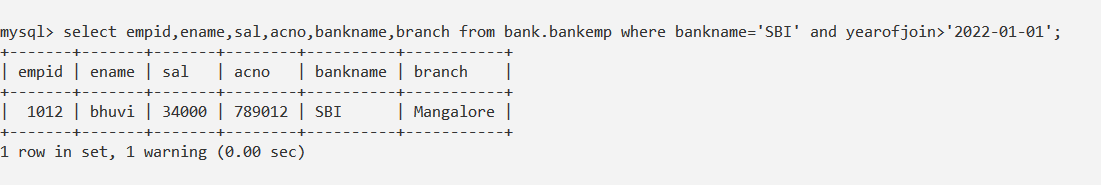 mysql> select empid,ename,sal,acno,bankname,branch from bank.bankemp where bankname='SBI' and yearofjoin>'2022-01-01';
+-------+-------+-------+--------+----------+-----------+
| empid | ename | sal   | acno   | bankname | branch    |
+-------+-------+-------+--------+----------+-----------+
|  1012 | bhuvi | 34000 | 789012 | SBI      | Mangalore |
+-------+-------+-------+--------+----------+-----------+
1 row in set, 1 warning (0.00 sec)